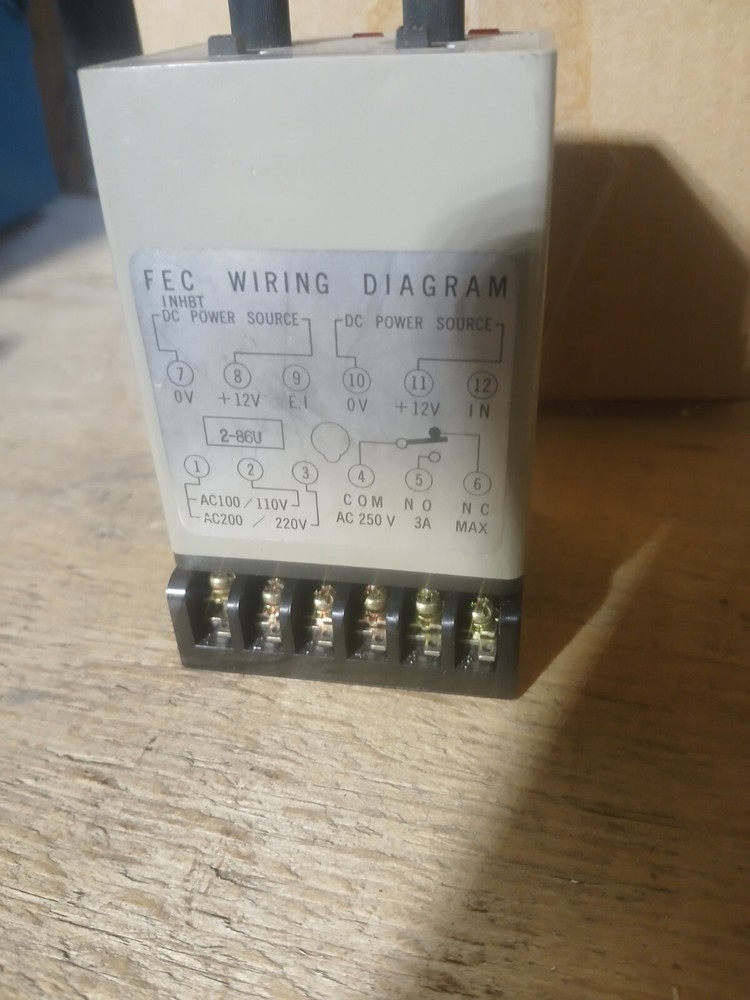 FEC WIRING DIAGRAM
INHBT
DC POWER SOURCE DC POWER SOURCE
7 8 9 10 11 12
0V +12V E.I 0V +12V IN
2-86U
1 2 3 4 5 6
AC100/110V COM NO NC
AC200 / 220V AC 250V 3A MAX